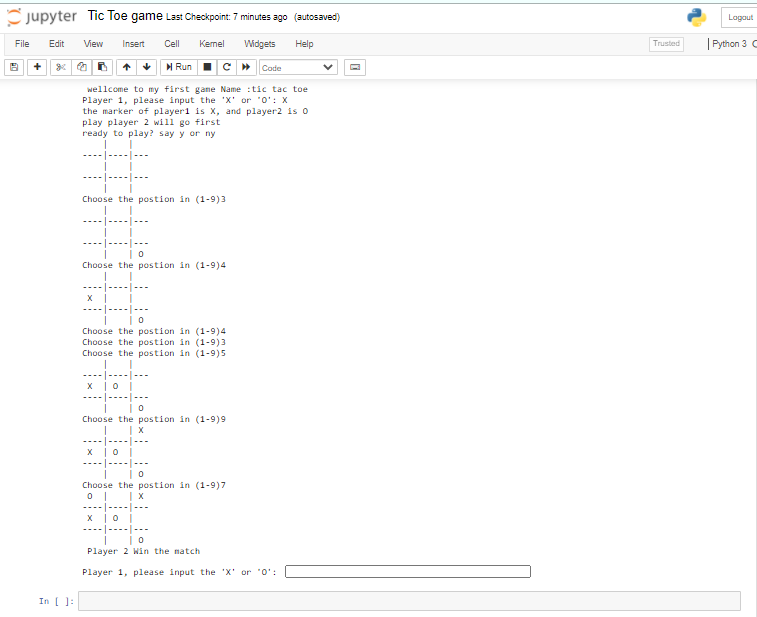 jupyter Tic Toe game Last Checkpoint: 7 minutes ago (autosaved) Logout
File Edit View Insert Cell Kernel Widgets Help Trusted Python 3
Run Code
wellcome to my first game Name :tic tac toe
Player 1, please input the 'X' or 'O': X
the marker of player1 is X, and player2 is O
play player 2 will go first
ready to play? say y or ny
| |
----|----|---
| |
----|----|---
| |
Choose the postion in (1-9)3
| |
----|----|---
| |
----|----|---
| | O
Choose the postion in (1-9)4
| |
----|----|---
X | |
----|----|---
| | O
Choose the postion in (1-9)4
Choose the postion in (1-9)3
Choose the postion in (1-9)5
| |
----|----|---
X | O |
----|----|---
| | O
Choose the postion in (1-9)9
| | X
----|----|---
X | O |
----|----|---
| | O
Choose the postion in (1-9)7
O | | X
----|----|---
X | O |
----|----|---
| | O
Player 2 Win the match
Player 1, please input the 'X' or 'O':
In [ ]: